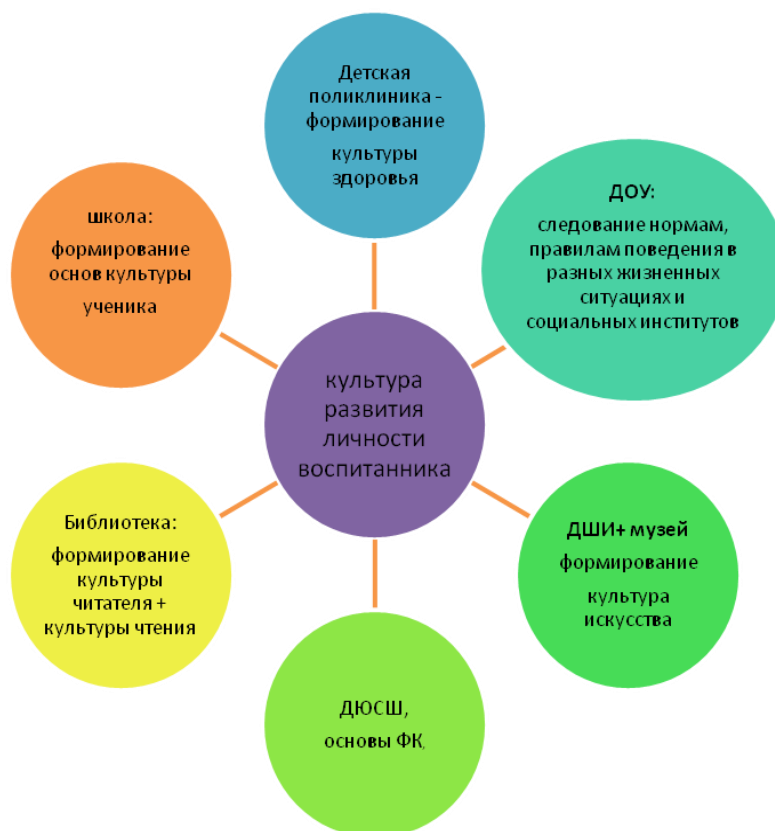 Детская
поликлиника -
формирование
культуры
здоровья
ДОУ:
следование нормам,
правилам поведения в
разных жизненных
ситуациях и
социальных институтов
школа:
формирование
основ культуры
ученика
культура
развития
личности
воспитанника
Библиотека:
формирование
культуры
читателя +
культуры чтения
ДШИ+ музей
формирование
культура
искусства
ДЮСШ,
основы ФК,